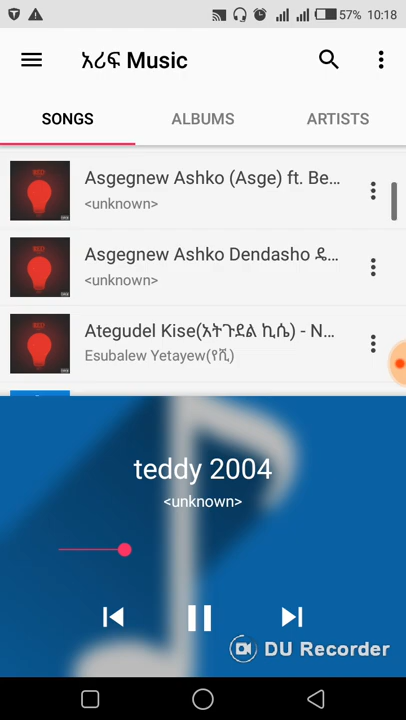 57% 10:18
አሪፍ Music
SONGS ALBUMS ARTISTS
Asgegnew Ashko (Asge) ft. Be...
<unknown>
Asgegnew Ashko Dendasho ዴ...
<unknown>
Ategudel Kise(አትጉደል ኪሴ) - N...
Esubalew Yetayew(የሺ)
teddy 2004
<unknown>
DU Recorder